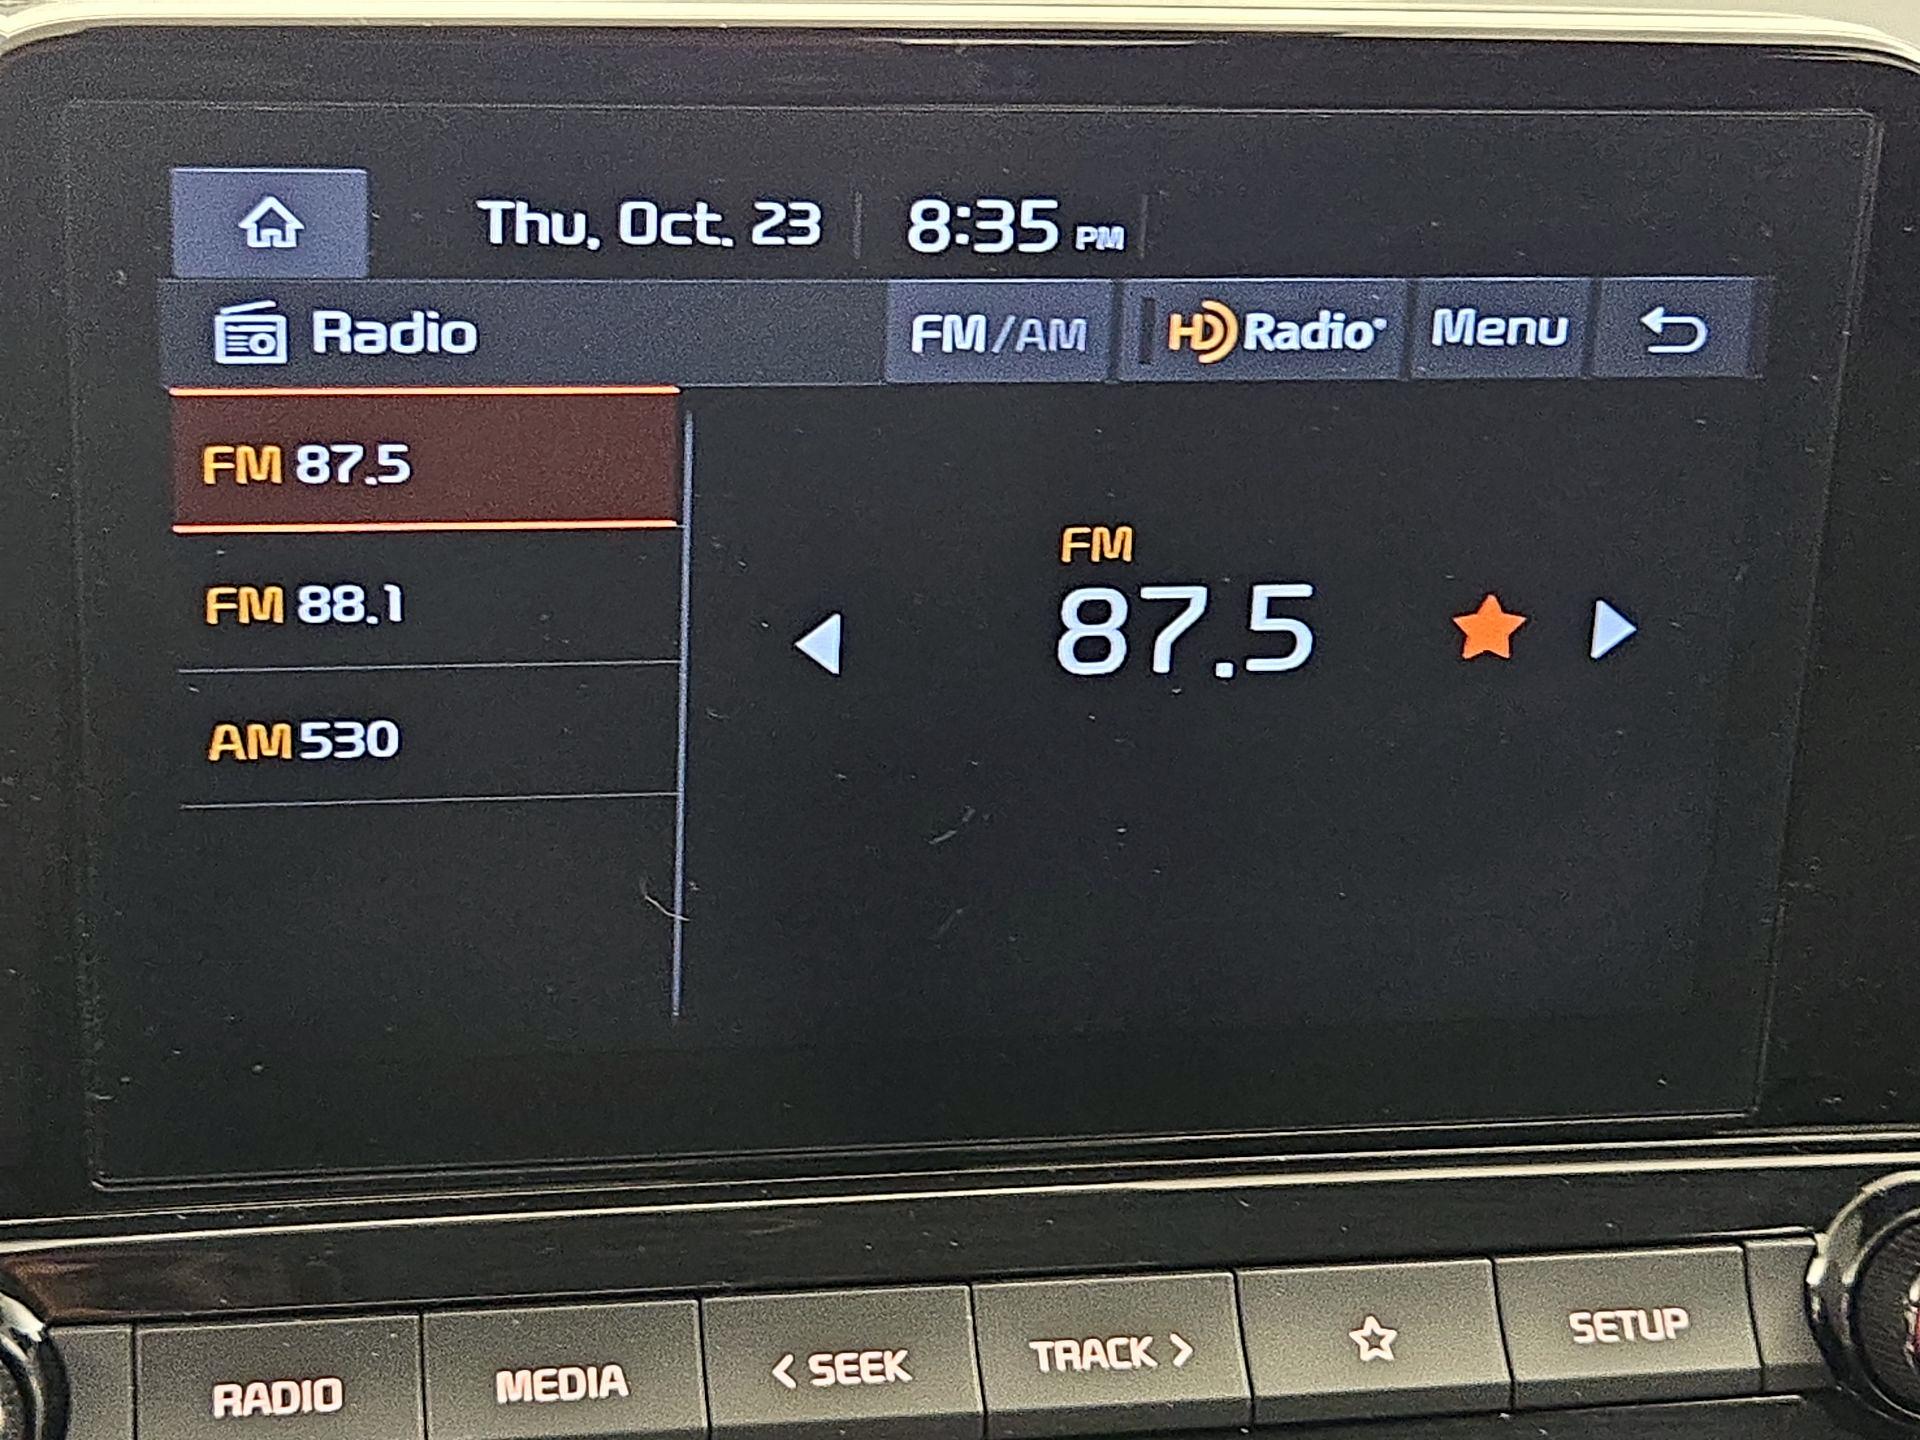 Thu, Oct. 23 8:35 PM
Radio FM/AM HD Radio® Menu
FM 87.5
FM 88.1
AM 530
FM
87.5
RADIO MEDIA < SEEK TRACK > SETUP